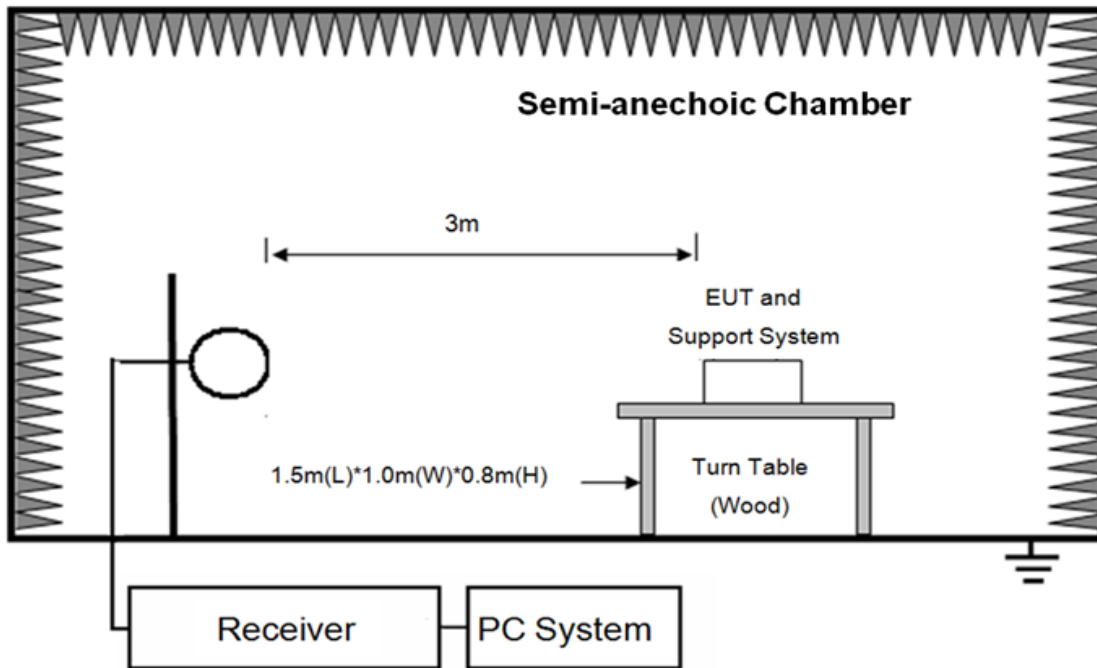 Semi-anechoic Chamber
3m
EUT and
Support System
1.5m(L)*1.0m(W)*0.8m(H)
Turn Table
(Wood)
Receiver
PC System